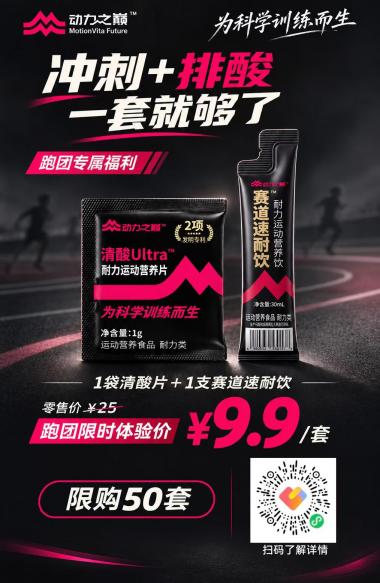 动力之巅™
MotionVita Future
为科学训练而生
冲刺+排酸
一套就够了
跑团专属福利
动力之巅™
2项
发明专利
清酸Ultra™
耐力运动营养片
为科学训练而生
净含量:1g
运动营养食品 耐力类
动力之巅™
赛道速耐饮™
耐力运动营养饮
净含量:30mL
运动营养食品 耐力类
1袋清酸片+1支赛道速耐饮
零售价 ¥25
跑团限时体验价 ¥9.9/套
限购50套
扫码了解详情